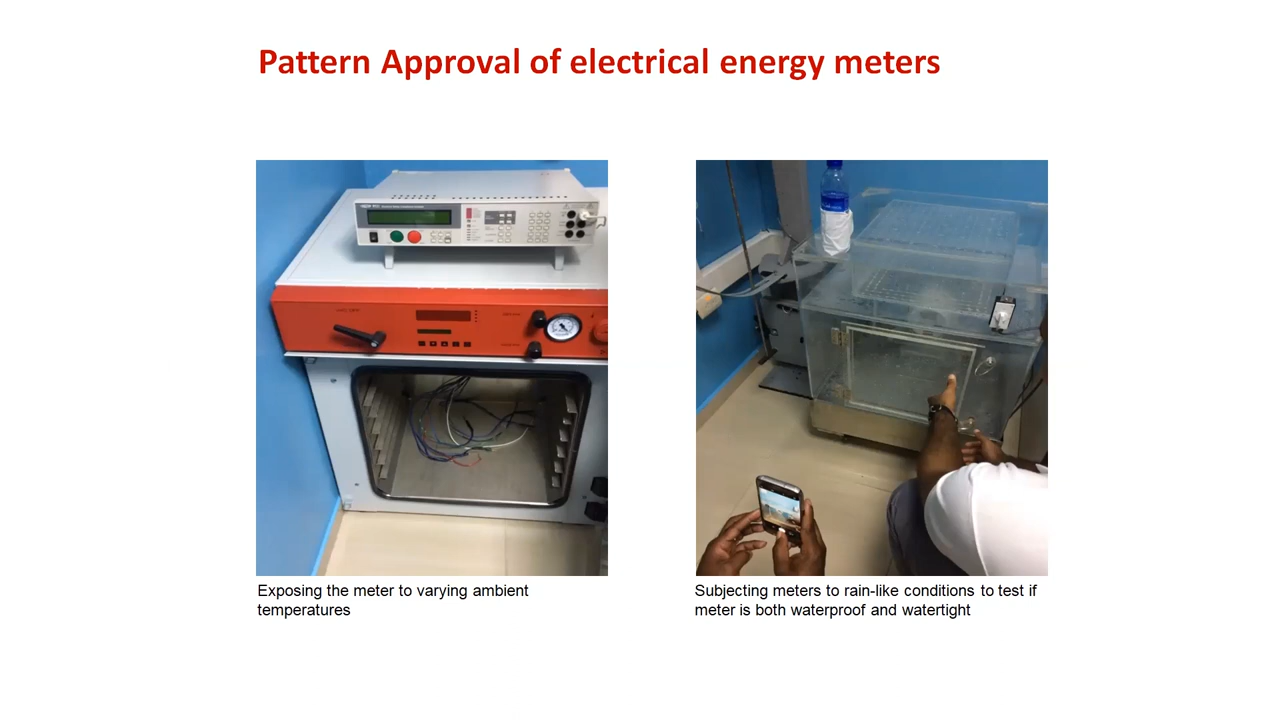 Pattern Approval of electrical energy meters
Exposing the meter to varying ambient
temperatures
Subjecting meters to rain-like conditions to test if
meter is both waterproof and watertight